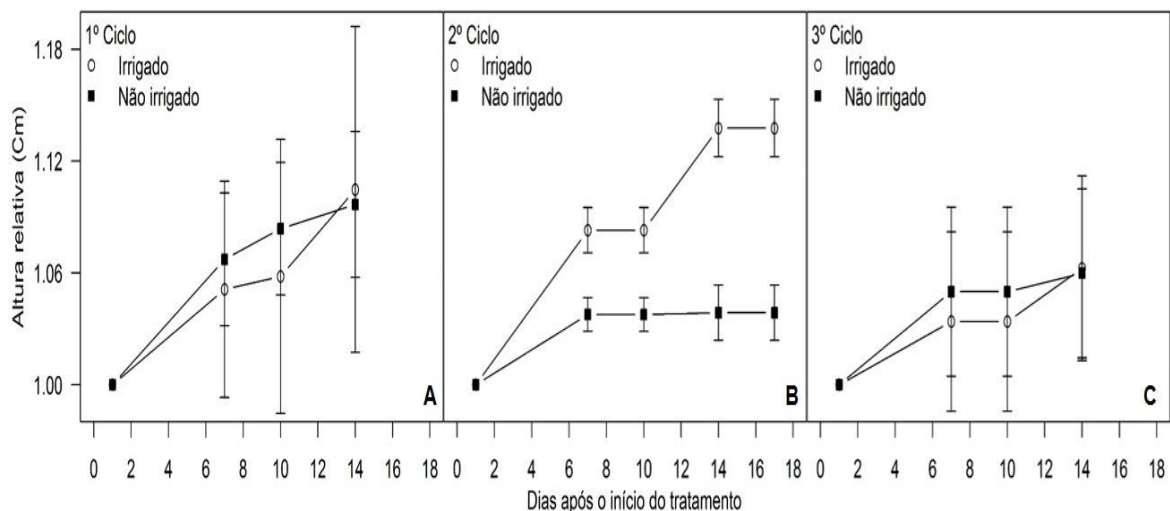 Altura relativa (Cm)
1.18
1.12
1.06
1.00
1º Ciclo
Irrigado
Não irrigado
A
2º Ciclo
Irrigado
Não irrigado
B
3º Ciclo
Irrigado
Não irrigado
C
0 2 4 6 8 10 12 14 16 18
0 2 4 6 8 10 12 14 16 18
0 2 4 6 8 10 12 14 16 18
Dias após o início do tratamento